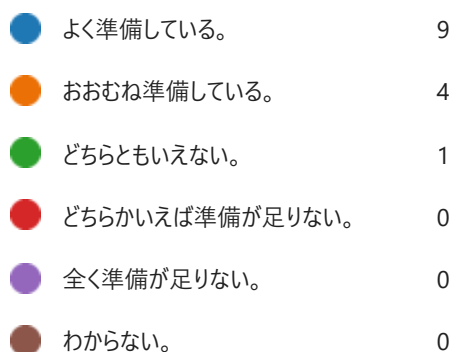 よく準備している。 9
おおむね準備している。 4
どちらともいえない。 1
どちらかいえば準備が足りない。 0
全く準備が足りない。 0
わからない。 0